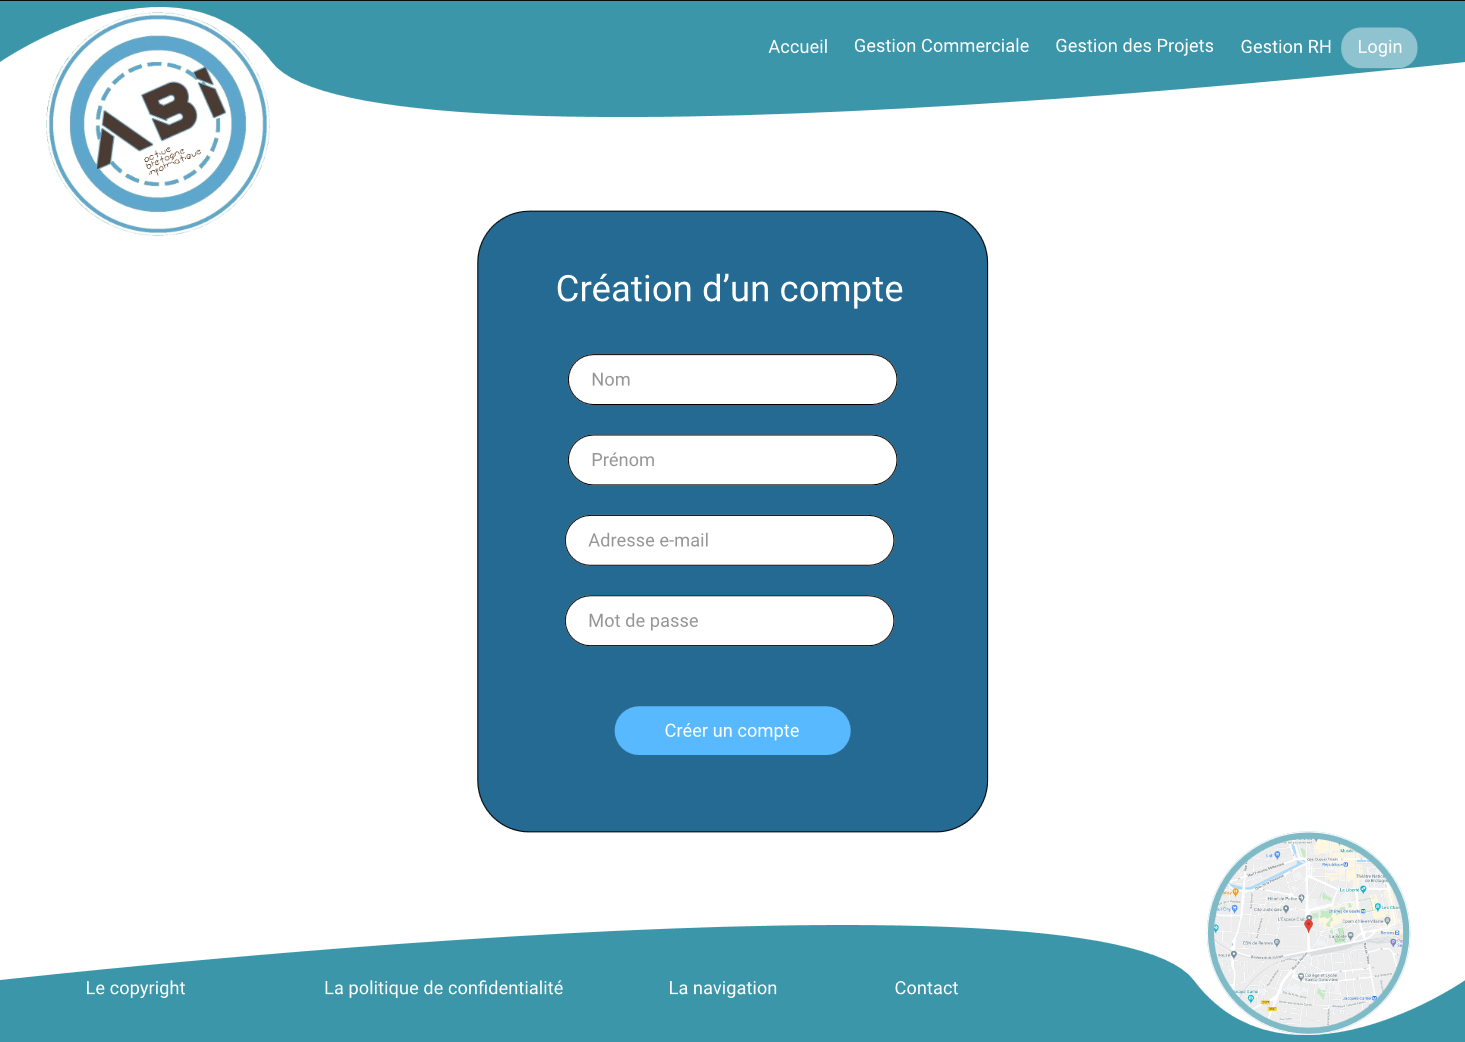 Accueil
Gestion Commerciale
Gestion des Projets
Gestion RH
Login
ABI
active
bretagne
informatique
Création d’un compte
Nom
Prénom
Adresse e-mail
Mot de passe
Créer un compte
Le copyright
La politique de confidentialité
La navigation
Contact